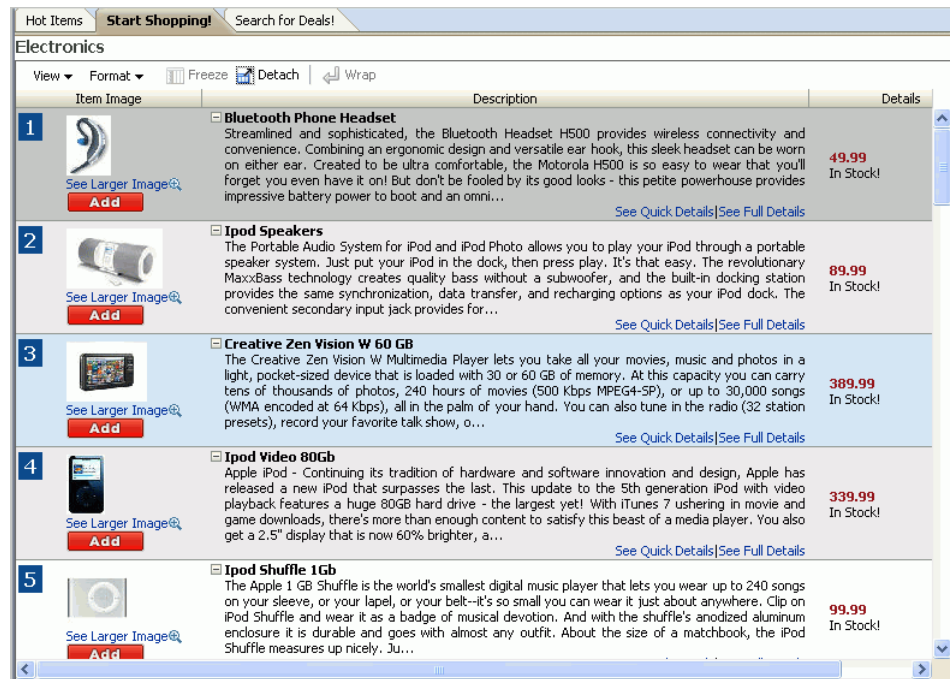 Hot Items Start Shopping! Search for Deals!
Electronics
View Format Freeze Detach Wrap
Item Image Description Details
1
See Larger Image
Add
Bluetooth Phone Headset
Streamlined and sophisticated, the Bluetooth Headset H500 provides wireless connectivity and
convenience. Combining an ergonomic design and versatile ear hook, this sleek headset can be worn
on either ear. Created to be ultra comfortable, the Motorola H500 is so easy to wear that you'll
forget you even have it on! But don't be fooled by its good looks - this petite powerhouse provides
impressive battery power to boot and an omni...
See Quick Details|See Full Details
49.99
In Stock!
2
See Larger Image
Add
Ipod Speakers
The Portable Audio System for iPod and iPod Photo allows you to play your iPod through a portable
speaker system. Just put your iPod in the dock, then press play. It's that easy. The revolutionary
MaxxBass technology creates quality bass without a subwoofer, and the built-in docking station
provides the same synchronization, data transfer, and recharging options as your iPod dock. The
convenient secondary input jack provides for...
See Quick Details|See Full Details
89.99
In Stock!
3
See Larger Image
Add
Creative Zen Vision W 60 GB
The Creative Zen Vision W Multimedia Player lets you take all your movies, music and photos in a
light, pocket-sized device that is loaded with 30 or 60 GB of memory. At this capacity you can carry
tens of thousands of photos, 240 hours of movies (500 Kbps MPEG4-SP), or up to 30,000 songs
(WMA encoded at 64 Kbps), all in the palm of your hand. You can also tune in the radio (32 station
presets), record your favorite talk show, o...
See Quick Details|See Full Details
389.99
In Stock!
4
See Larger Image
Add
Ipod Video 80Gb
Apple iPod - Continuing its tradition of hardware and software innovation and design, Apple has
released a new iPod that surpasses the last. This update to the 5th generation iPod with video
playback features a huge 80GB hard drive - the largest yet! With iTunes 7 ushering in movie and
game downloads, there's more than enough content to satisfy this beast of a media player. You also
get a 2.5" display that is now 60% brighter, a...
See Quick Details|See Full Details
339.99
In Stock!
5
See Larger Image
Add
Ipod Shuffle 1Gb
The Apple 1 GB Shuffle is the world's smallest digital music player that lets you wear up to 240 songs
on your sleeve, or your lapel, or your belt--it's so small you can wear it just about anywhere. Clip on
iPod Shuffle and wear it as a badge of musical devotion. And with the shuffle's anodized aluminum
enclosure it is durable and goes with almost any outfit. About the size of a matchbook, the iPod
Shuffle measures up nicely. Ju...
99.99
In Stock!